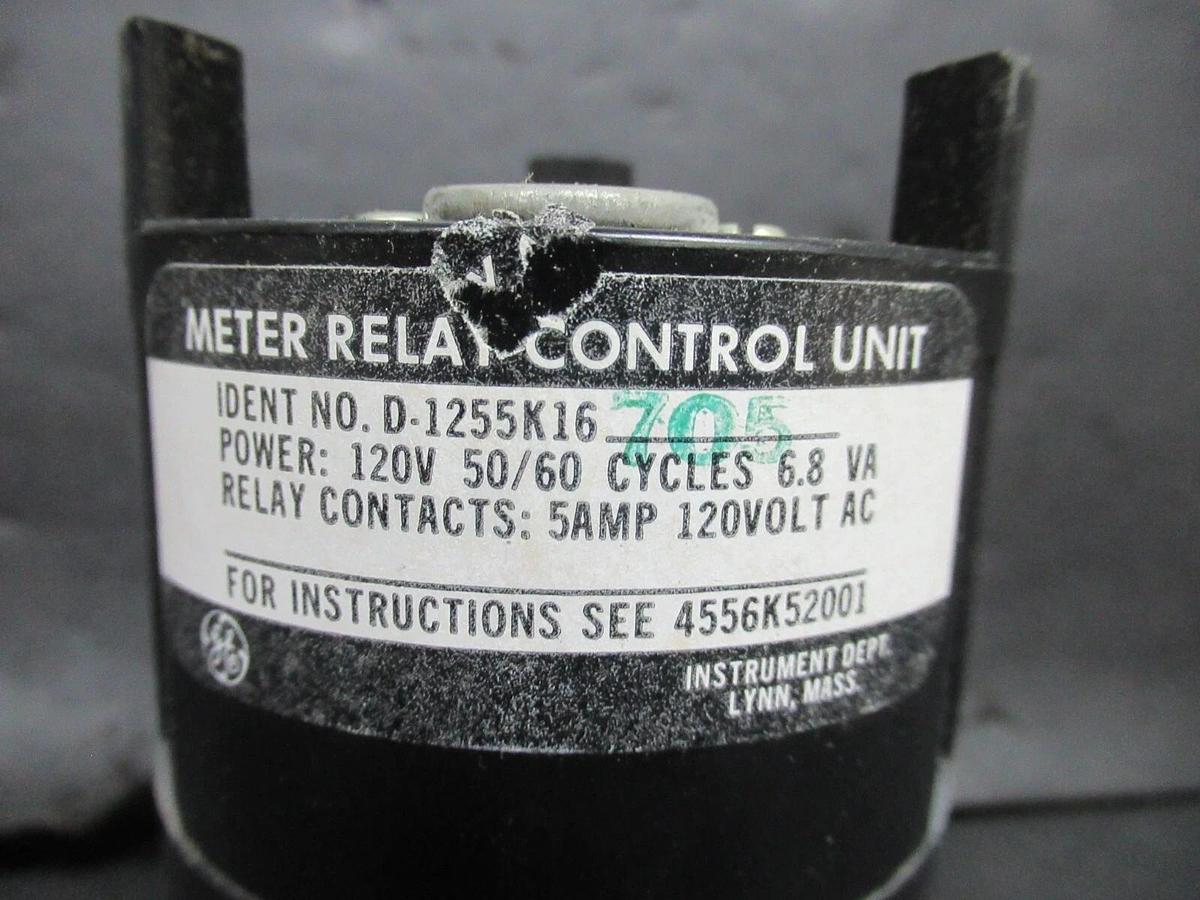 METER RELAY CONTROL UNIT
IDENT NO. D-1255K16 705
POWER: 120V 50/60 CYCLES 6.8 VA
RELAY CONTACTS: 5AMP 120VOLT AC
FOR INSTRUCTIONS SEE 4556K52001
GE
INSTRUMENT DEPT.
LYNN, MASS.